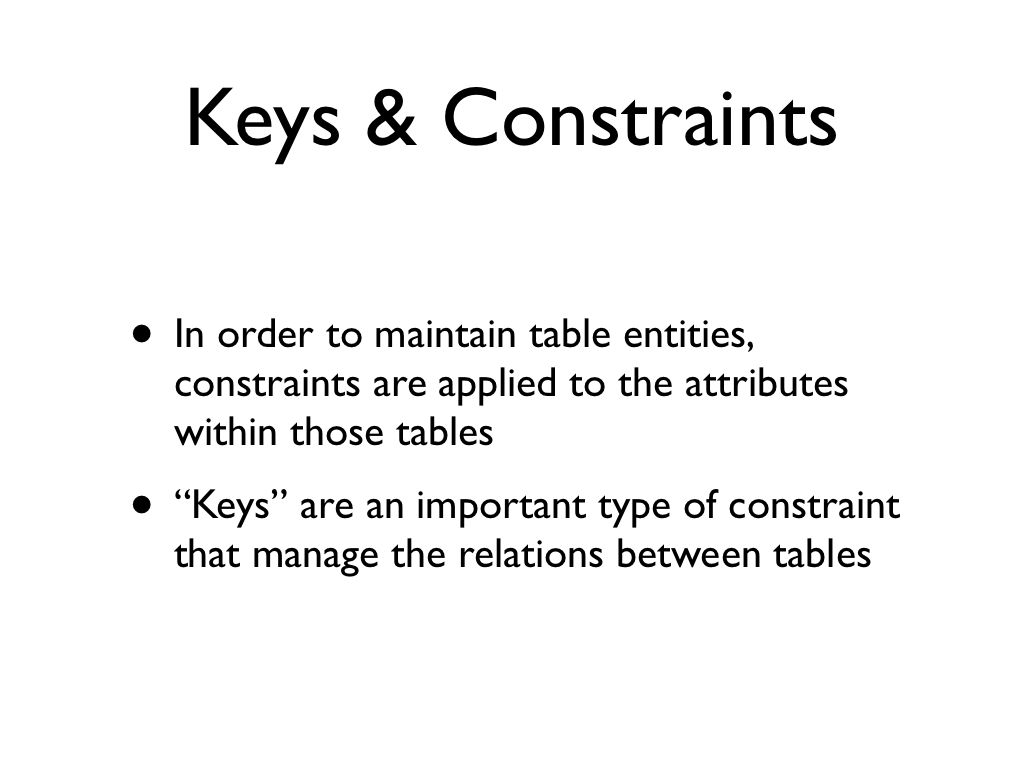 Keys & Constraints
• In order to maintain table entities,
constraints are applied to the attributes
within those tables
• “Keys” are an important type of constraint
that manage the relations between tables